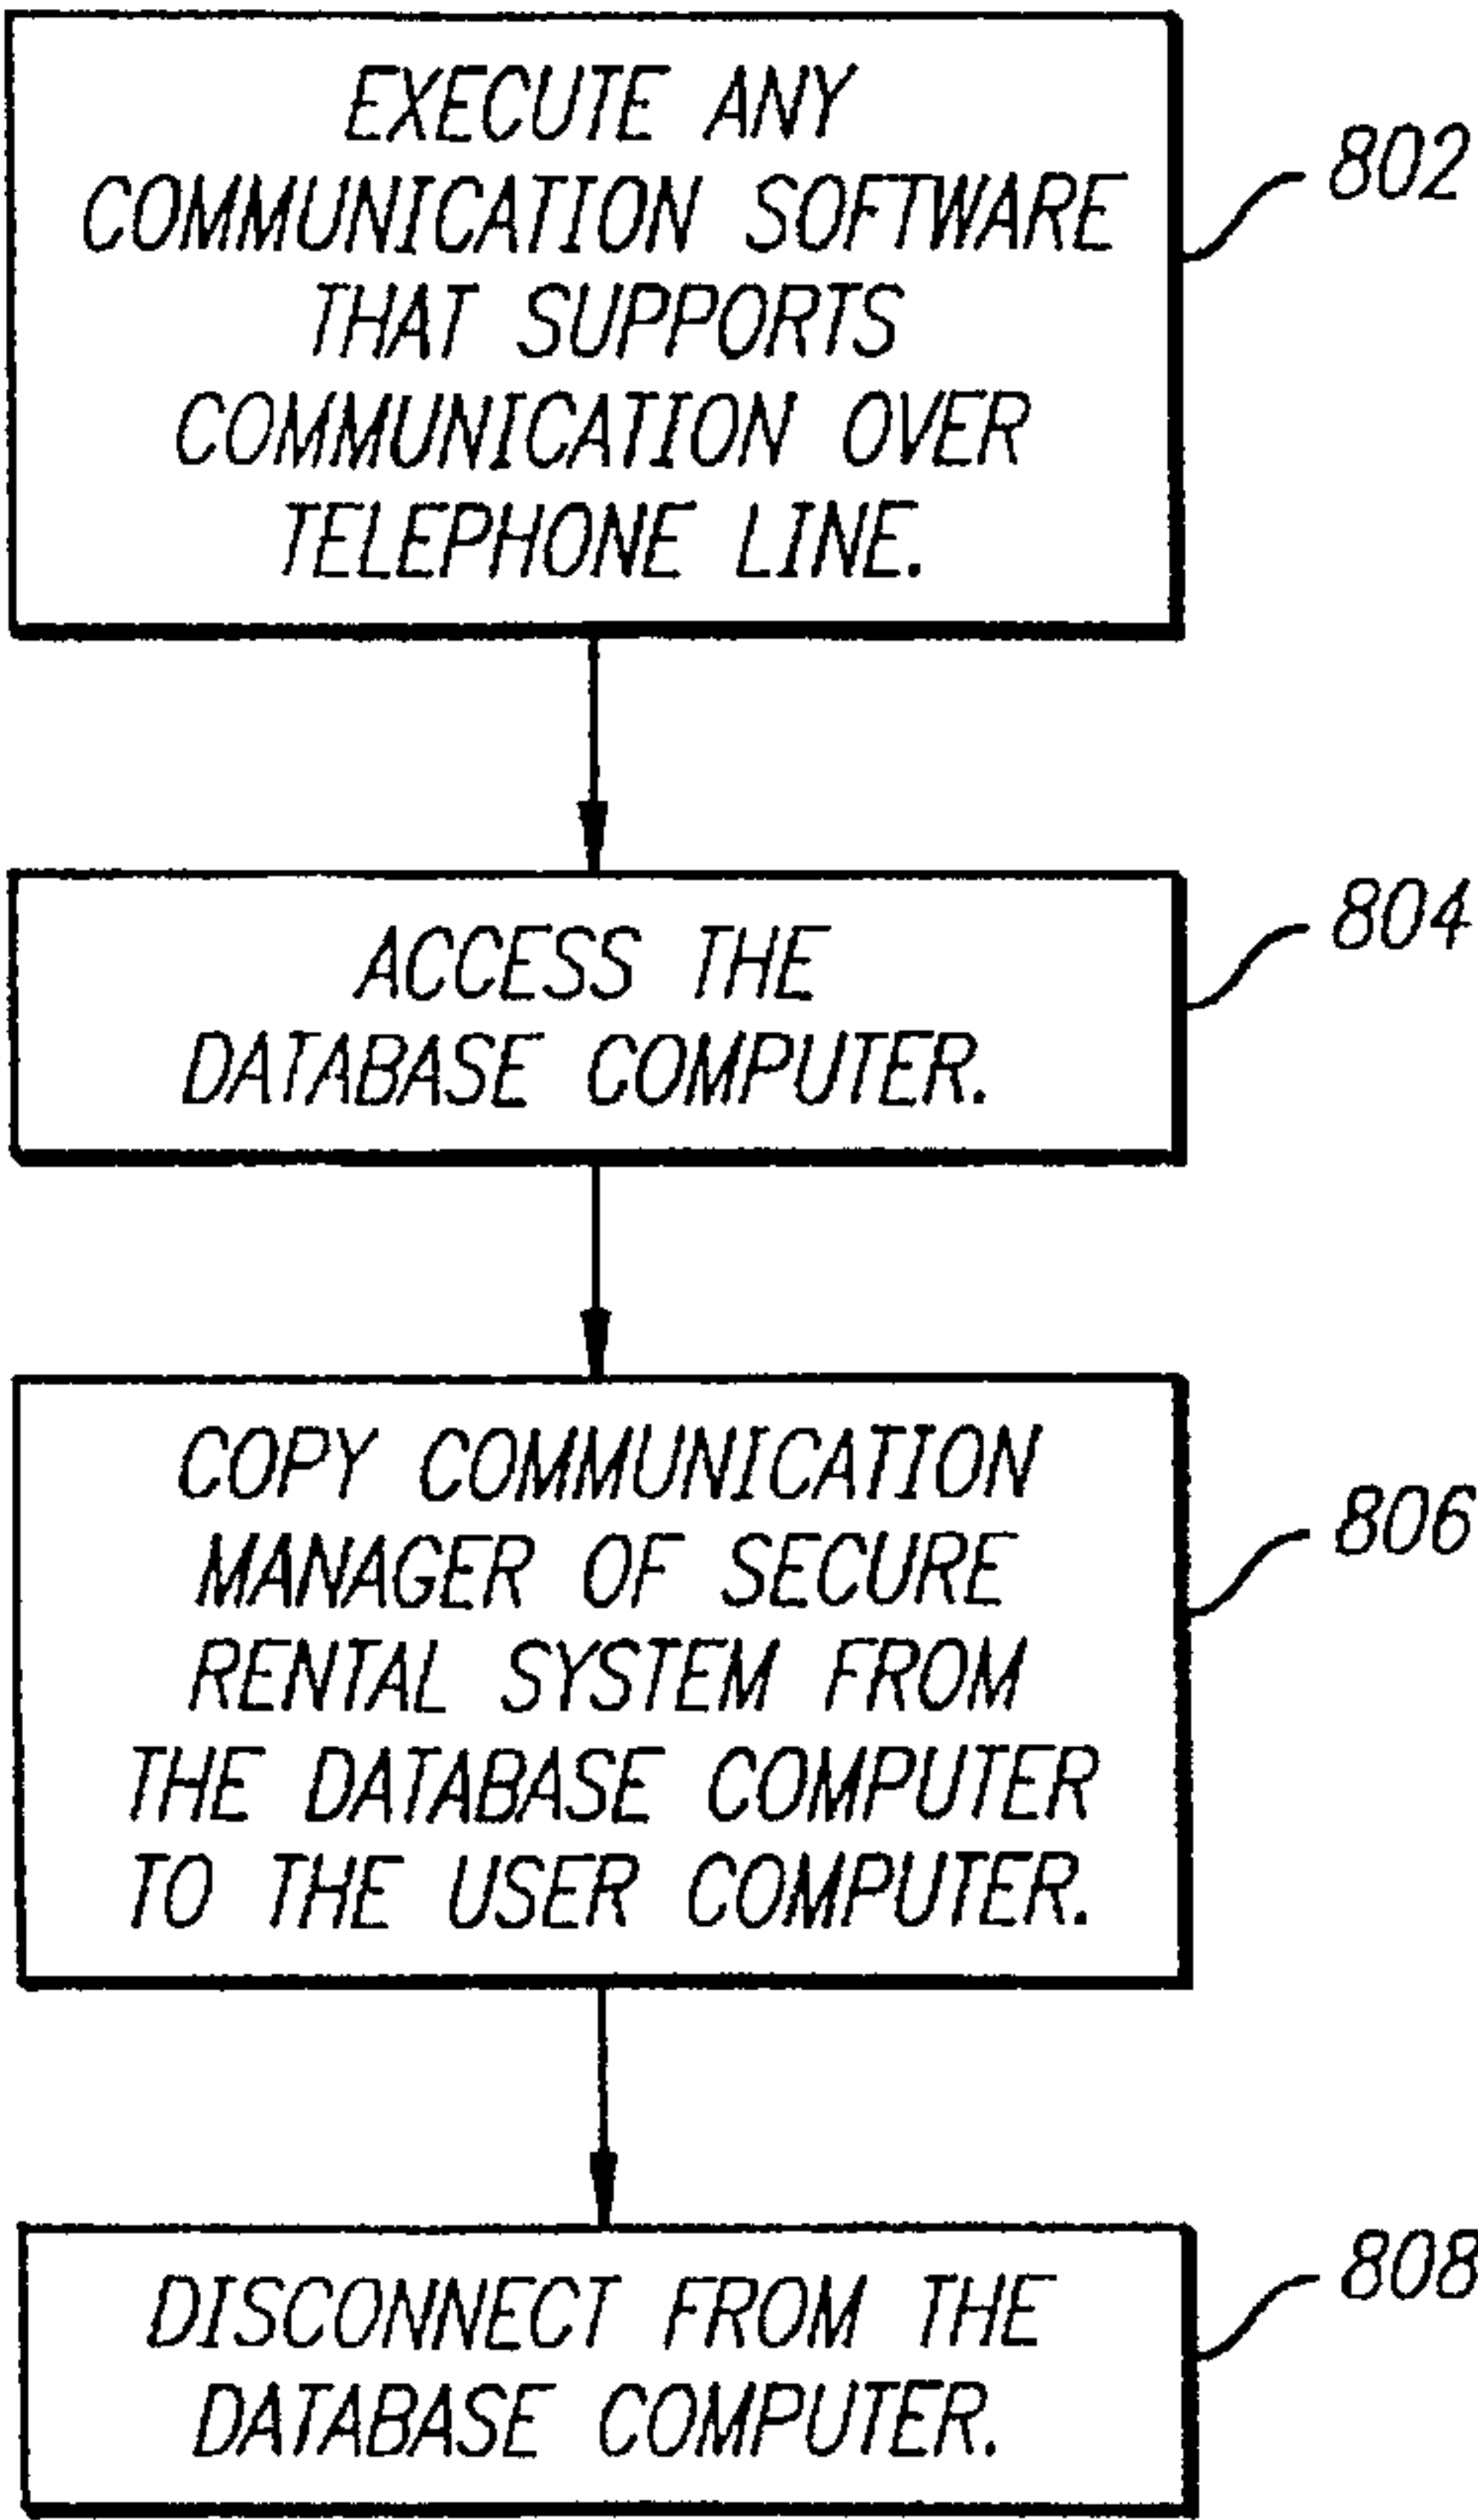 EXECUTE ANY
COMMUNICATION SOFTWARE
THAT SUPPORTS
COMMUNICATION OVER
TELEPHONE LINE.
802
ACCESS THE
DATABASE COMPUTER.
804
COPY COMMUNICATION
MANAGER OF SECURE
RENTAL SYSTEM FROM
THE DATABASE COMPUTER
TO THE USER COMPUTER.
806
DISCONNECT FROM THE
DATABASE COMPUTER.
808